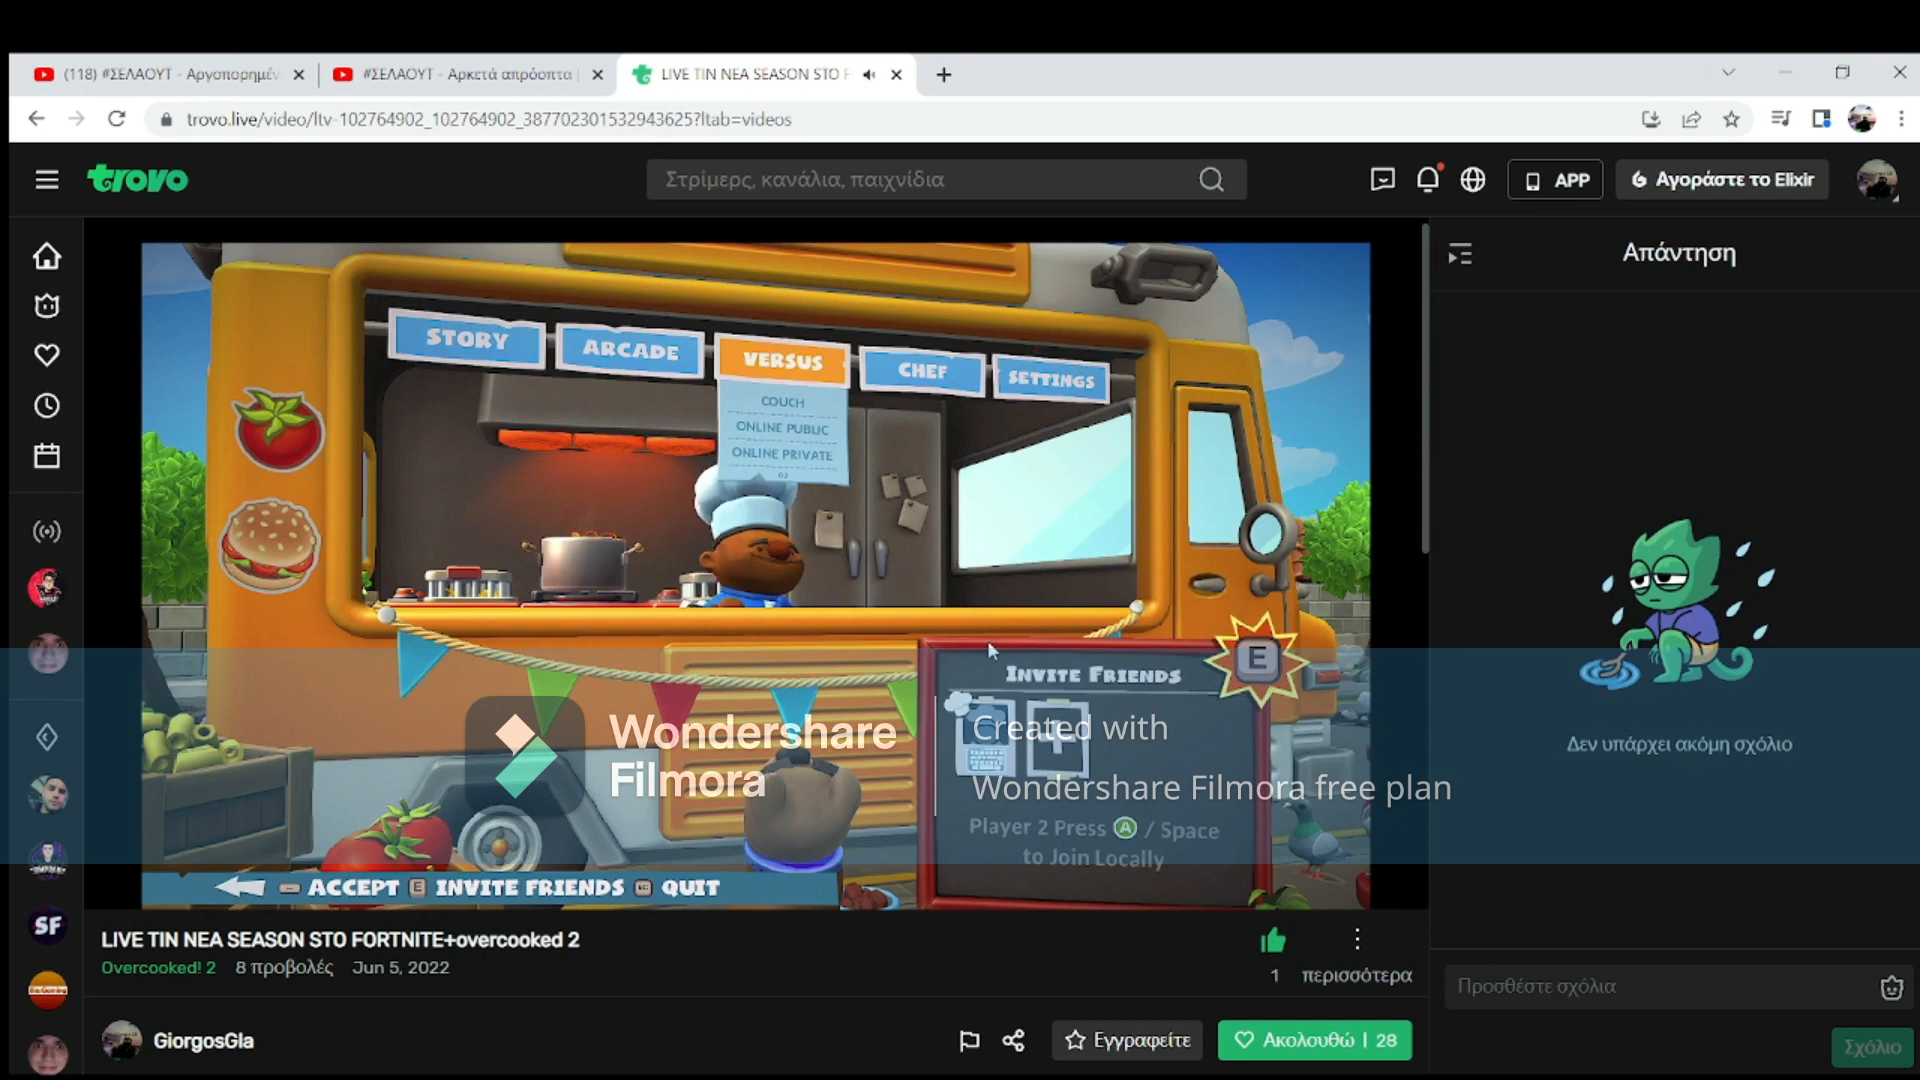 (118) #ΣΕΛΑΟΥΤ - Αργοπορημέν
#ΣΕΛΑΟΥΤ - Αρκετά απρόοπτα |
LIVE TIN NEA SEASON STO F
trovo.live/video/ltv-102764902_102764902_387702301532943625?ltab=videos
trovo
Στρίμερς, κανάλια, παιχνίδια
APP
Αγοράστε το Elixir
Απάντηση
STORY
ARCADE
VERSUS
CHEF
SETTINGS
COUCH
ONLINE PUBLIC
ONLINE PRIVATE
E
INVITE FRIENDS
Wondershare
Filmora
Created with
Wondershare Filmora free plan
Player 2 Press A / Space
to Join Locally
Δεν υπάρχει ακόμη σχόλιο
ACCEPT E INVITE FRIENDS QUIT
SF
LIVE TIN NEA SEASON STO FORTNITE+overcooked 2
Overcooked! 2 8 προβολές Jun 5, 2022
1 περισσότερα
Προσθέστε σχόλια
GiorgosGla
Εγγραφείτε
Ακολουθώ | 28
Σχόλιο